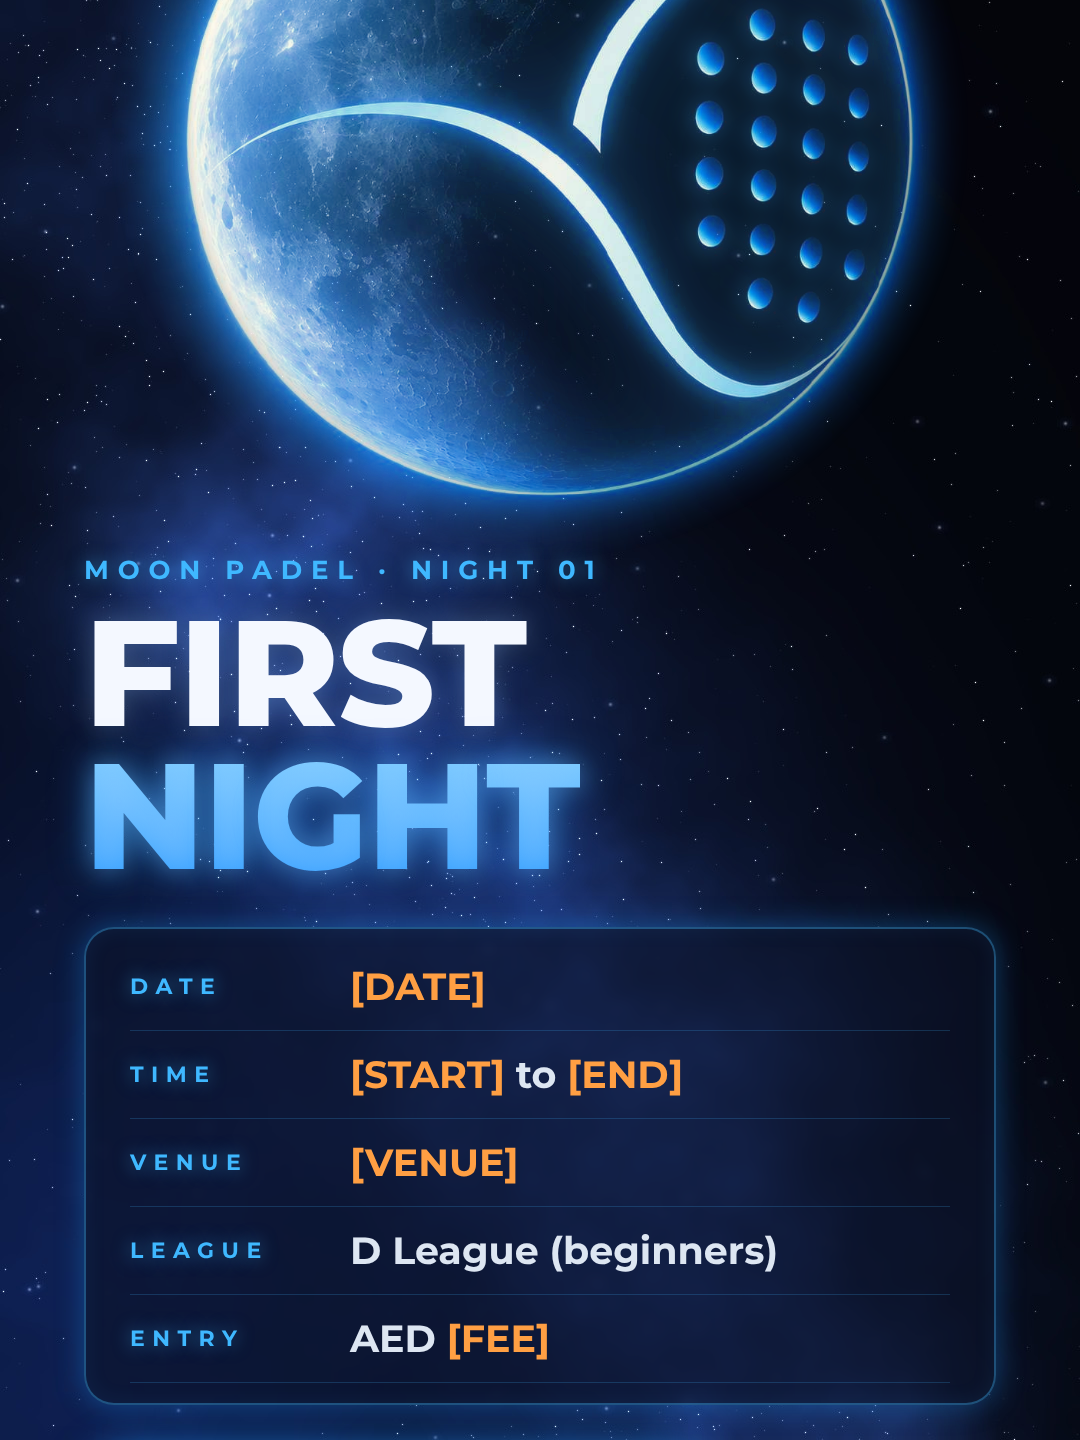 MOON PADEL · NIGHT 01
FIRST
NIGHT
DATE [DATE]
TIME [START] to [END]
VENUE [VENUE]
LEAGUE D League (beginners)
ENTRY AED [FEE]